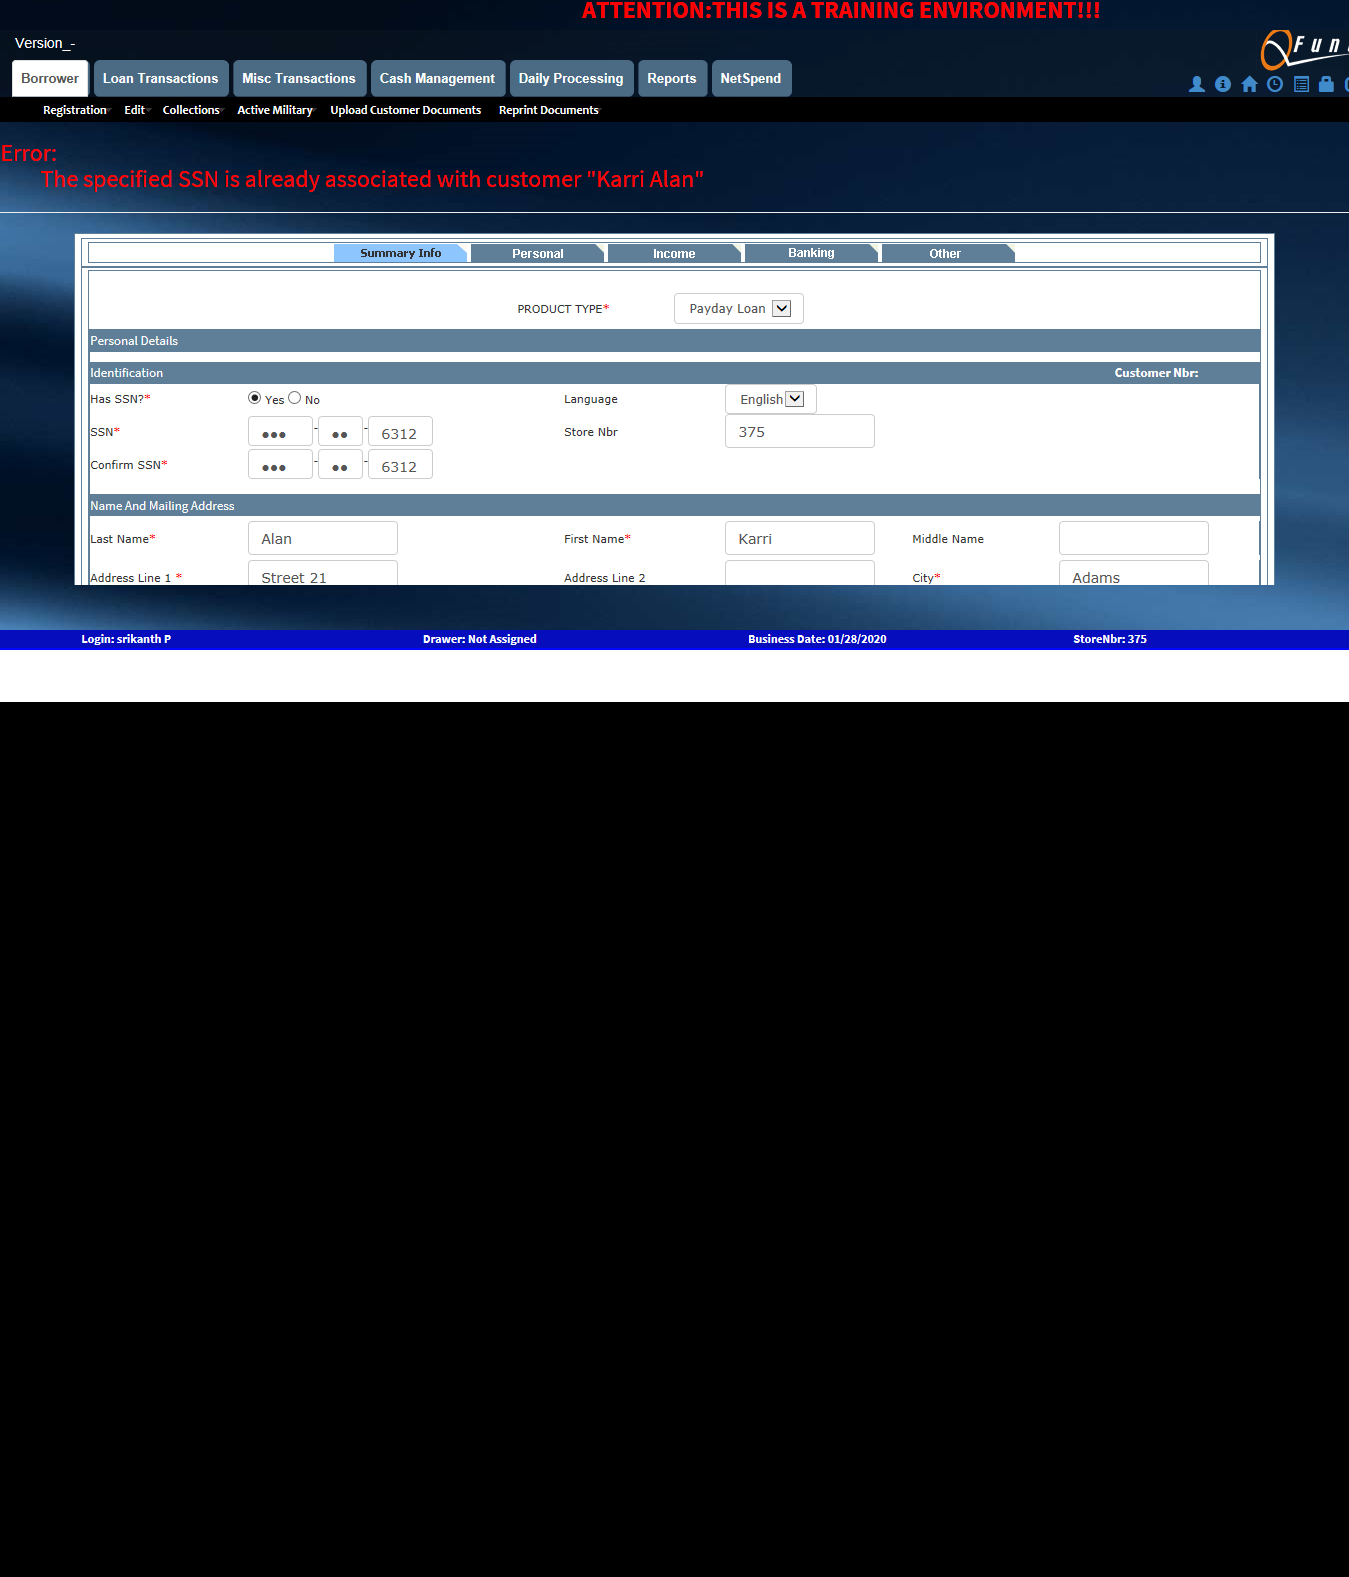 ATTENTION:THIS IS A TRAINING ENVIRONMENT!!!
Version_-
QFun
Borrower Loan Transactions Misc Transactions Cash Management Daily Processing Reports NetSpend
Registration Edit Collections Active Military Upload Customer Documents Reprint Documents
Error:
The specified SSN is already associated with customer "Karri Alan"
Summary Info Personal Income Banking Other
PRODUCT TYPE* Payday Loan
Personal Details
Identification Customer Nbr:
Has SSN?* Yes No Language English
SSN* ●●● - ●● - 6312 Store Nbr 375
Confirm SSN* ●●● - ●● - 6312
Name And Mailing Address
Last Name* Alan First Name* Karri Middle Name
Address Line 1 * Street 21 Address Line 2 City* Adams
Login: srikanth P Drawer: Not Assigned Business Date: 01/28/2020 StoreNbr: 375